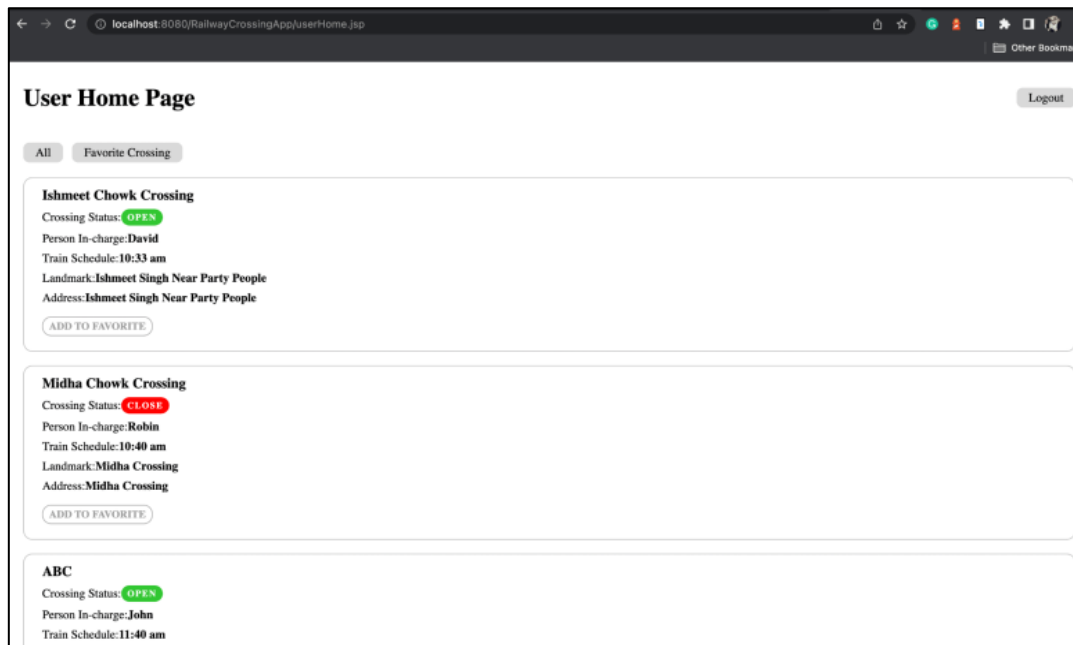 localhost:8080/RailwayCrossingApp/userHome.jsp
Other Bookma
User Home Page
Logout
All
Favorite Crossing
Ishmeet Chowk Crossing
Crossing Status:OPEN
Person In-charge:David
Train Schedule:10:33 am
Landmark:Ishmeet Singh Near Party People
Address:Ishmeet Singh Near Party People
ADD TO FAVORITE
Midha Chowk Crossing
Crossing Status:CLOSE
Person In-charge:Robin
Train Schedule:10:40 am
Landmark:Midha Crossing
Address:Midha Crossing
ADD TO FAVORITE
ABC
Crossing Status:OPEN
Person In-charge:John
Train Schedule:11:40 am